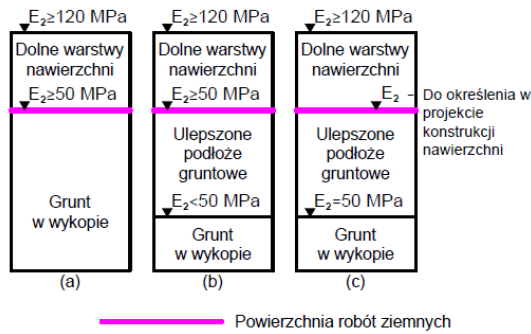 E₂≥120 MPa
Dolne warstwy
nawierzchni
E₂≥50 MPa
Grunt
w wykopie
(a)
E₂≥120 MPa
Dolne warstwy
nawierzchni
E₂≥50 MPa
Ulepszone
podłoże
gruntowe
E₂<50 MPa
Grunt
w wykopie
(b)
E₂≥120 MPa
Dolne warstwy
nawierzchni
E₂ - Do określenia w
projekcie
konstrukcji
nawierzchni
Ulepszone
podłoże
gruntowe
E₂=50 MPa
Grunt
w wykopie
(c)
Powierzchnia robót ziemnych